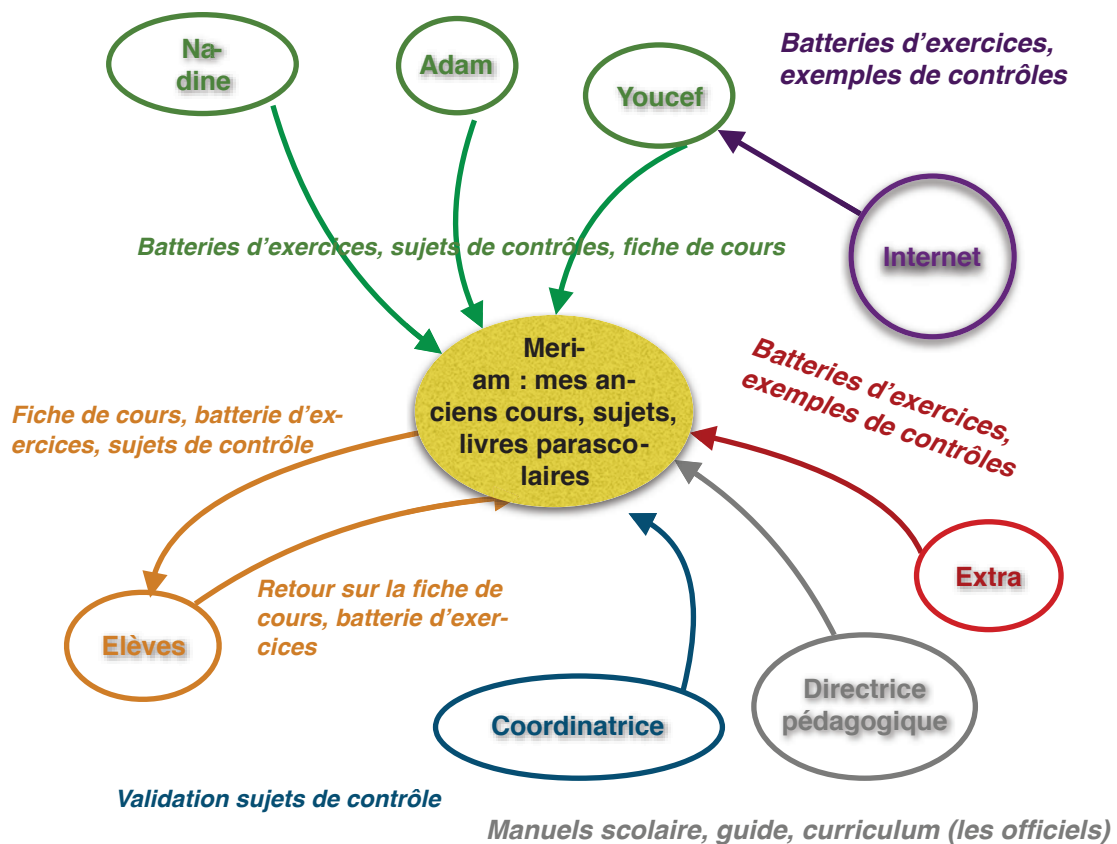 Na-
dine
Adam
Youcef
Batteries d'exercices,
exemples de contrôles
Internet
Batteries d'exercices, sujets de contrôles, fiche de cours
Meri-
am : mes an-
ciens cours, sujets,
livres parasco-
laires
Batteries d'exercices,
exemples de contrôles
Fiche de cours, batterie d'ex-
ercices, sujets de contrôle
Extra
Retour sur la fiche de
cours, batterie d'exer-
cices
Elèves
Directrice
pédagogique
Coordinatrice
Validation sujets de contrôle
Manuels scolaire, guide, curriculum (les officiels)